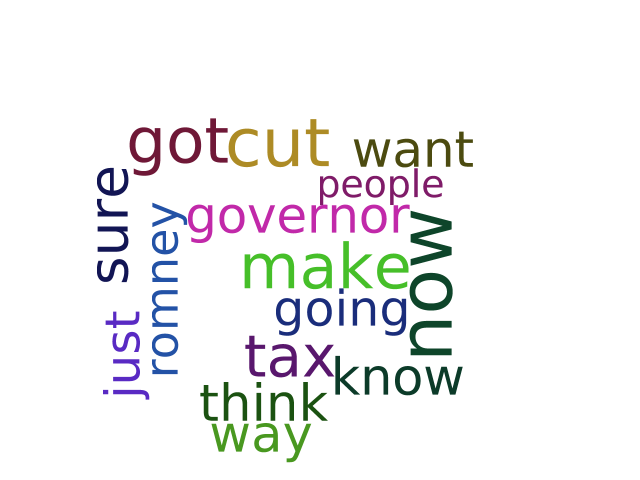 got
cut
want
people
sure
romney
governor
now
make
going
just
tax
know
think
way